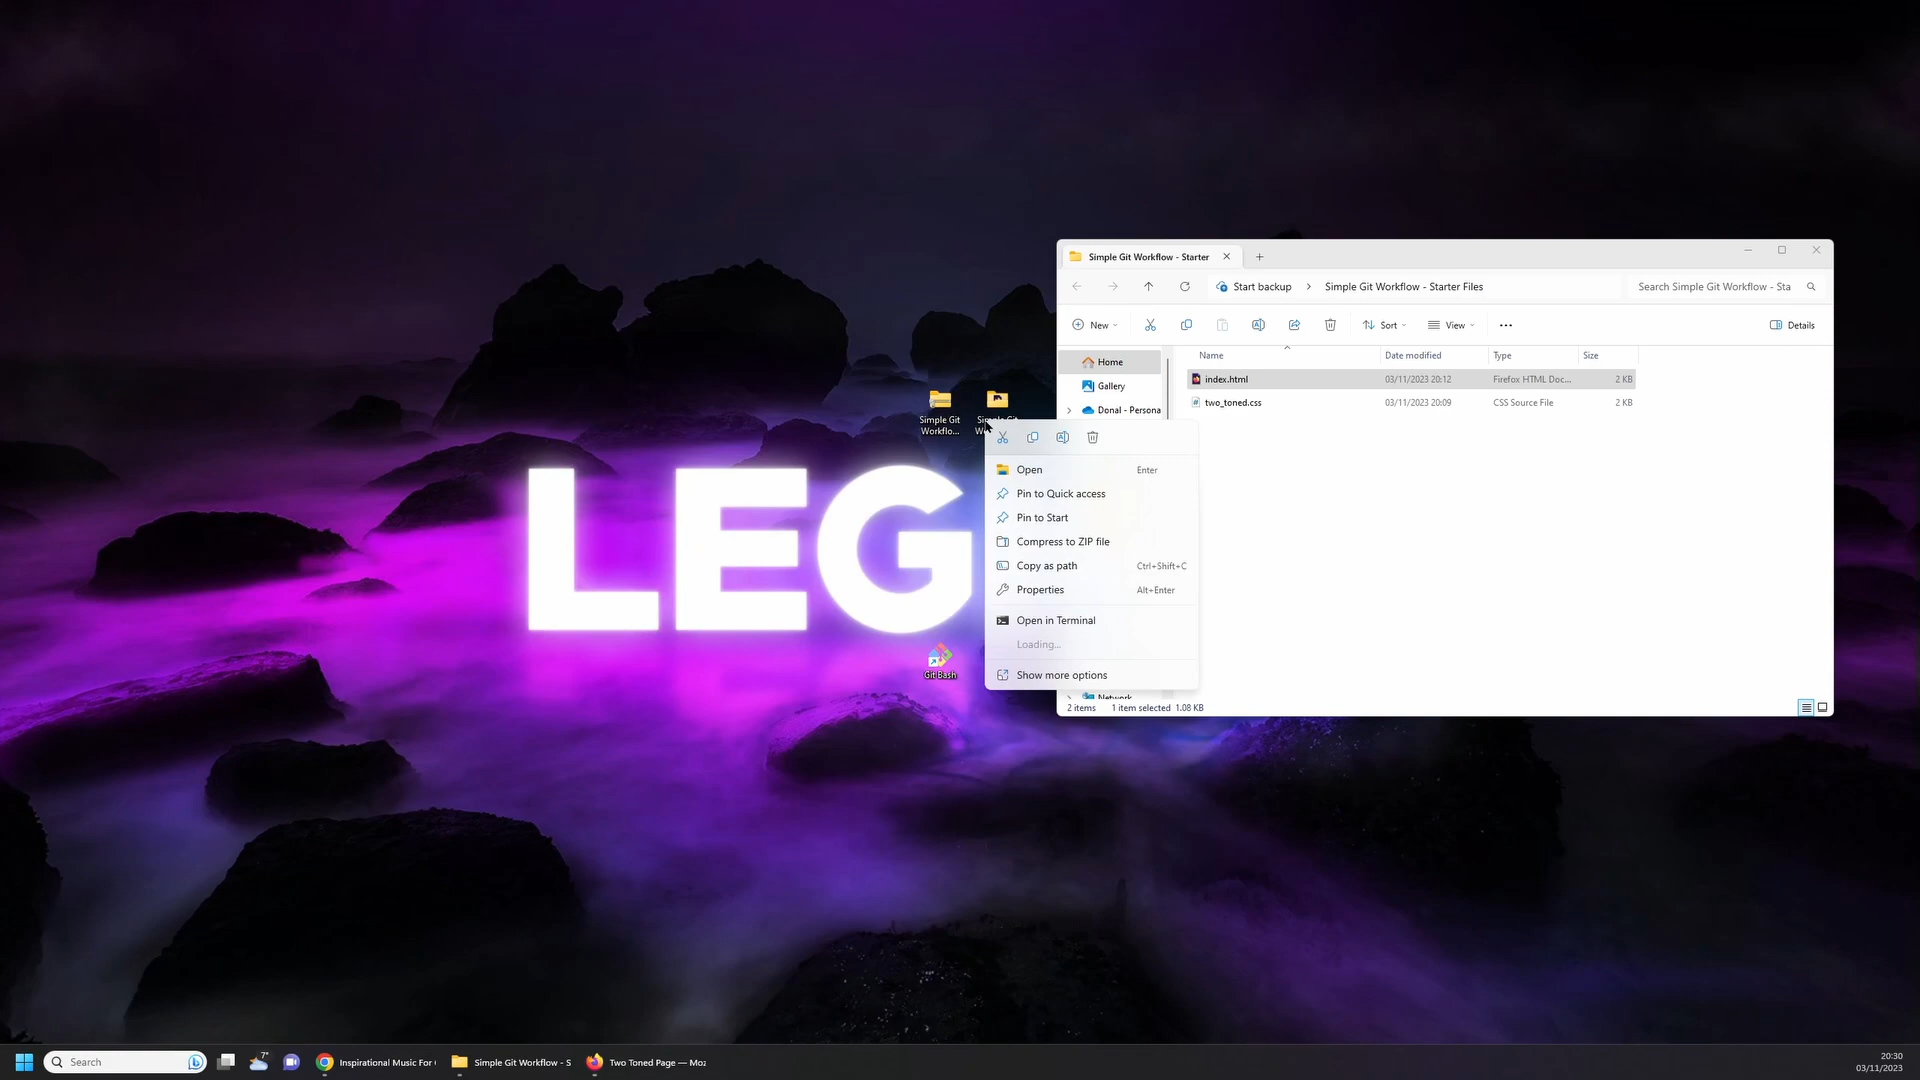 Simple Git Workflow - Starter
Start backup
Simple Git Workflow - Starter Files
Search Simple Git Workflow - Sta
New
Sort
View
Details
Name
Date modified
Type
Size
Home
Gallery
Donal - Persona
index.html
03/11/2023 20:12
Firefox HTML Doc...
2 KB
two_toned.css
03/11/2023 20:09
CSS Source File
2 KB
Simple Git
Workflo...
Simple Git
Open
Enter
Pin to Quick access
Pin to Start
Compress to ZIP file
Copy as path
Ctrl+Shift+C
Properties
Alt+Enter
Open in Terminal
Loading...
Show more options
LEG
Git Bash
Network
2 items
1 item selected 1.08 KB
Search
7°
Inspirational Music For
Simple Git Workflow - S
Two Toned Page — Moz
20:30
03/11/2023